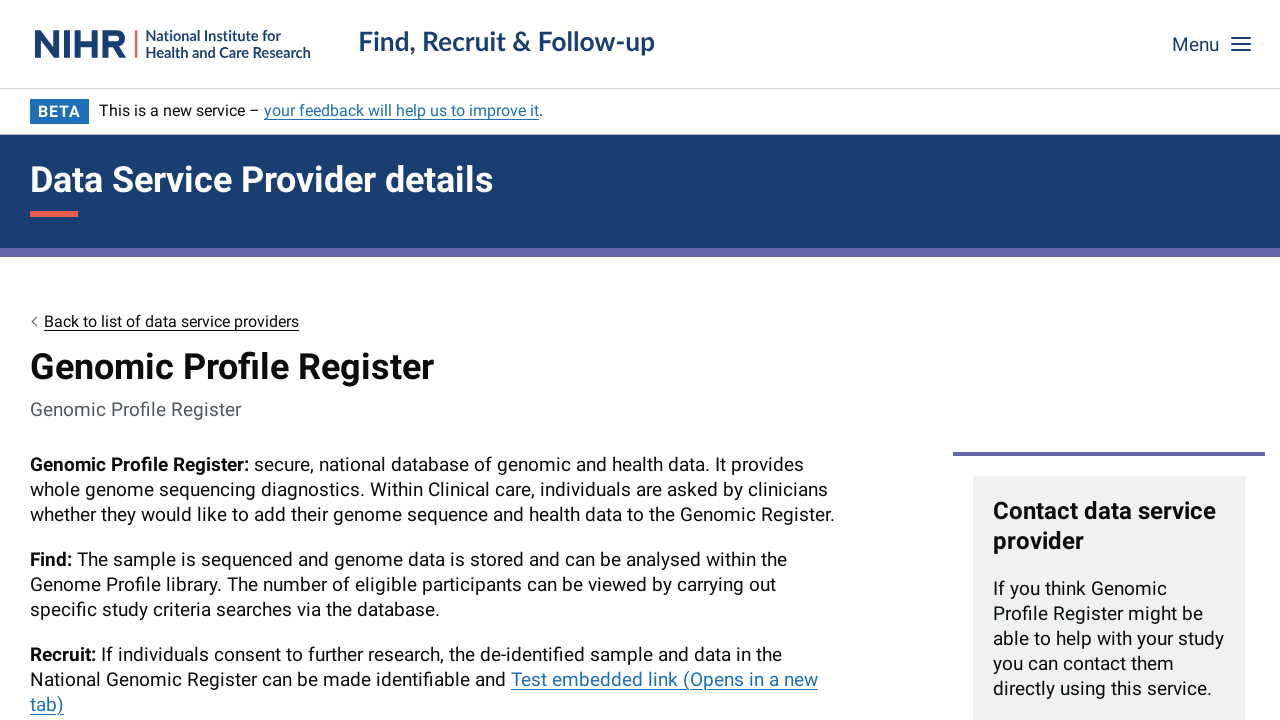 NIHR | National Institute for
Health and Care Research
Find, Recruit & Follow-up
Menu
BETA This is a new service – your feedback will help us to improve it.
Data Service Provider details
Back to list of data service providers
Genomic Profile Register
Genomic Profile Register
Genomic Profile Register: secure, national database of genomic and health data. It provides
whole genome sequencing diagnostics. Within Clinical care, individuals are asked by clinicians
whether they would like to add their genome sequence and health data to the Genomic Register.
Find: The sample is sequenced and genome data is stored and can be analysed within the
Genome Profile library. The number of eligible participants can be viewed by carrying out
specific study criteria searches via the database.
Recruit: If individuals consent to further research, the de-identified sample and data in the
National Genomic Register can be made identifiable and Test embedded link (Opens in a new
tab)
Contact data service
provider
If you think Genomic
Profile Register might be
able to help with your study
you can contact them
directly using this service.